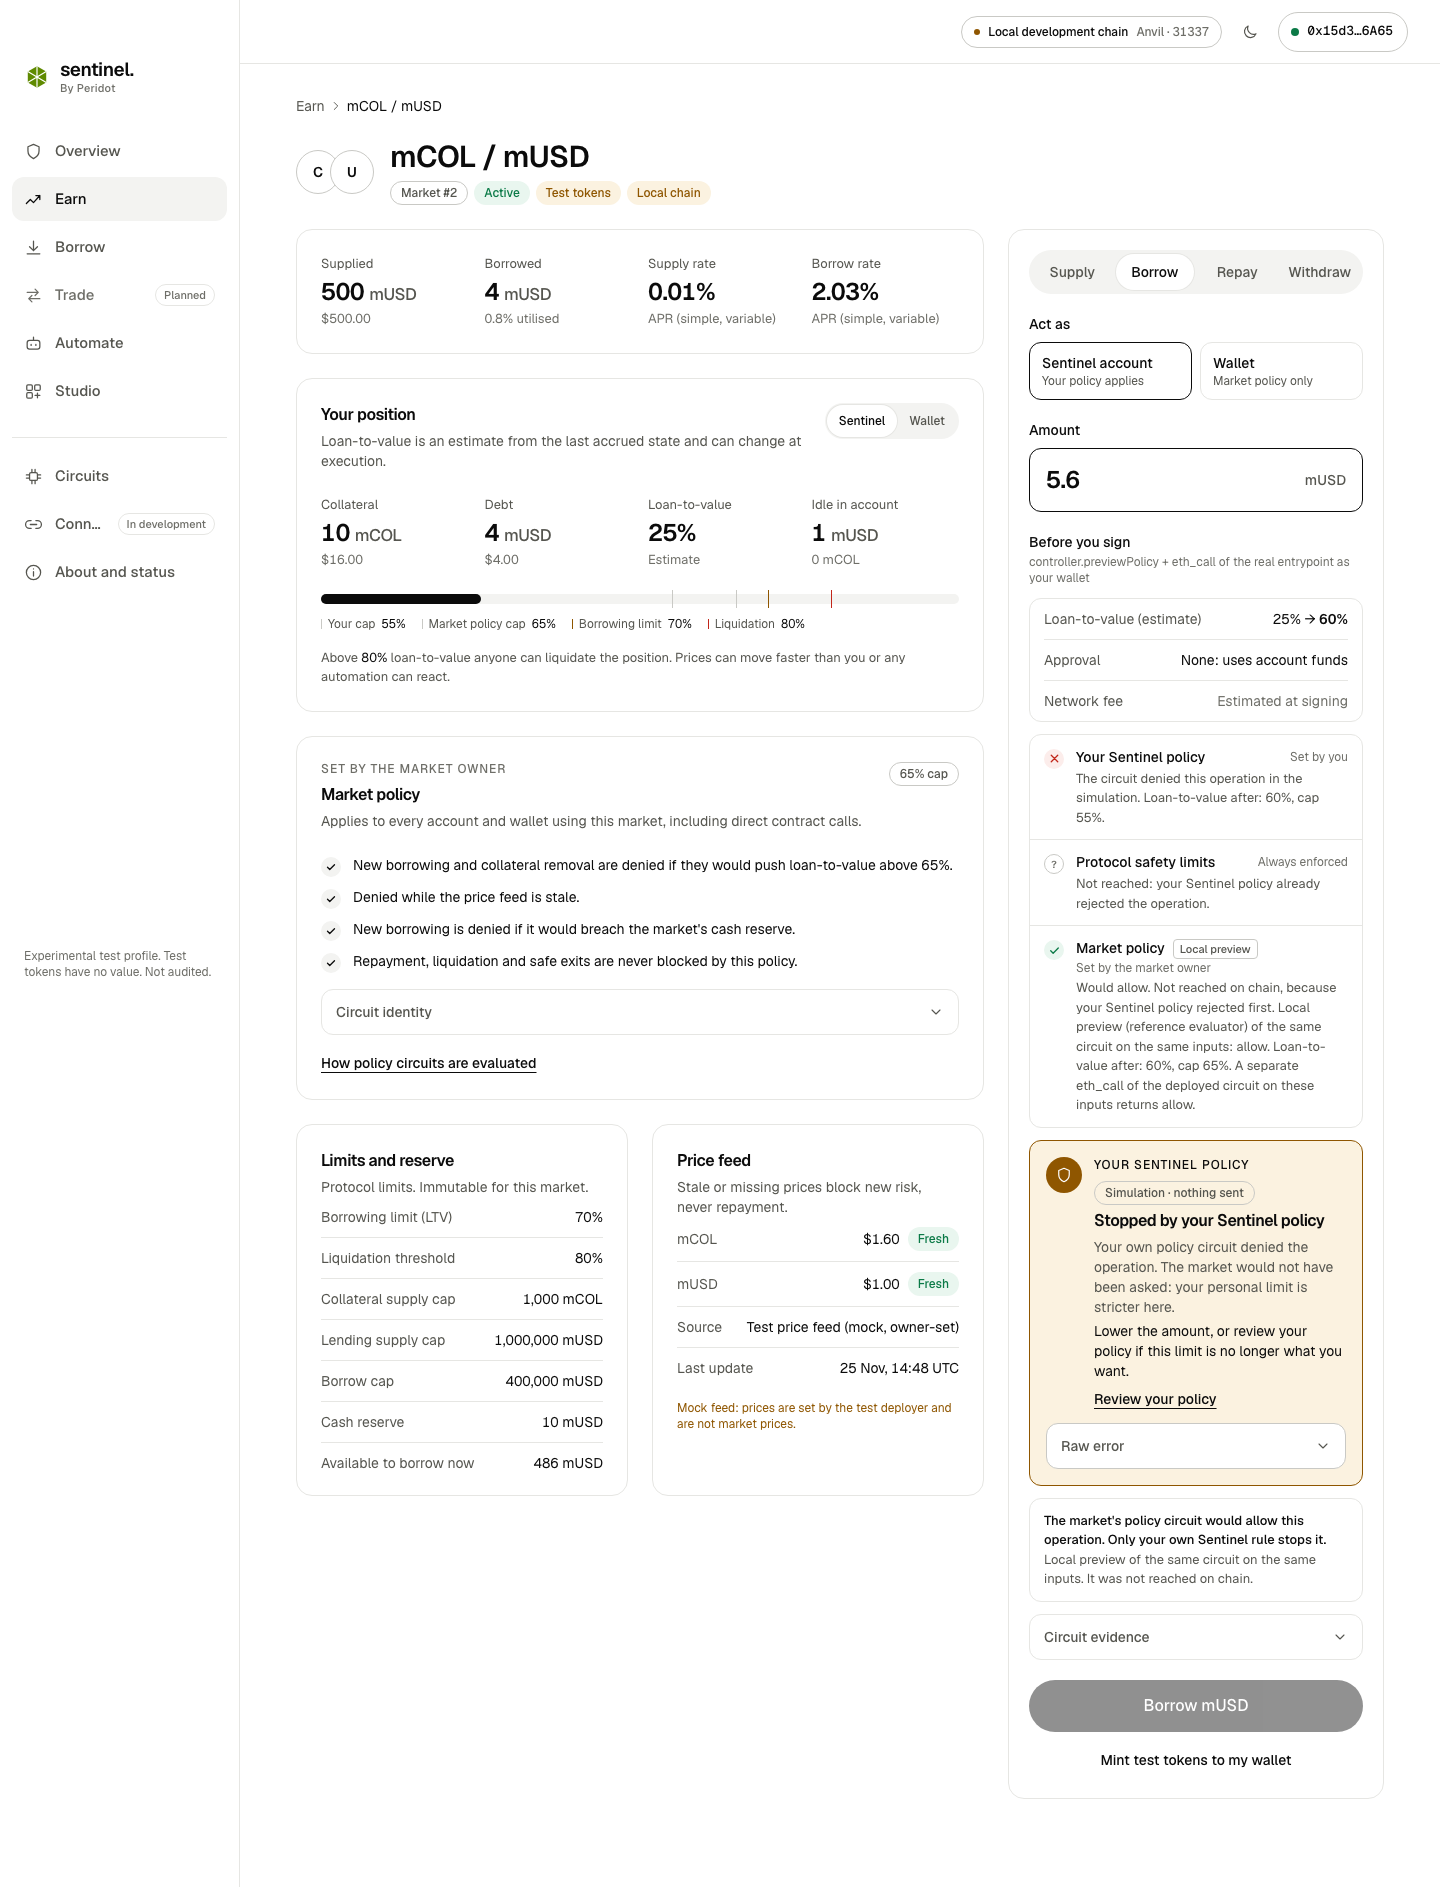 sentinel.
By Peridot
Overview
Earn
Borrow
Trade
Planned
Automate
Studio
Circuits
Conn...
In development
About and status
Experimental test profile. Test
tokens have no value. Not audited.
Local development chain Anvil · 31337
0x15d3…6A65
Earn > mCOL / mUSD
C U
mCOL / mUSD
Market #2 Active Test tokens Local chain
Supplied
500 mUSD
$500.00
Borrowed
4 mUSD
0.8% utilised
Supply rate
0.01%
APR (simple, variable)
Borrow rate
2.03%
APR (simple, variable)
Your position
Sentinel Wallet
Loan-to-value is an estimate from the last accrued state and can change at
execution.
Collateral
10 mCOL
$16.00
Debt
4 mUSD
$4.00
Loan-to-value
25%
Estimate
Idle in account
1 mUSD
0 mCOL
Your cap 55% Market policy cap 65% Borrowing limit 70% Liquidation 80%
Above 80% loan-to-value anyone can liquidate the position. Prices can move faster than you or any
automation can react.
SET BY THE MARKET OWNER
65% cap
Market policy
Applies to every account and wallet using this market, including direct contract calls.
New borrowing and collateral removal are denied if they would push loan-to-value above 65%.
Denied while the price feed is stale.
New borrowing is denied if it would breach the market's cash reserve.
Repayment, liquidation and safe exits are never blocked by this policy.
Circuit identity
How policy circuits are evaluated
Limits and reserve
Protocol limits. Immutable for this market.
Borrowing limit (LTV) 70%
Liquidation threshold 80%
Collateral supply cap 1,000 mCOL
Lending supply cap 1,000,000 mUSD
Borrow cap 400,000 mUSD
Cash reserve 10 mUSD
Available to borrow now 486 mUSD
Price feed
Stale or missing prices block new risk,
never repayment.
mCOL $1.60 Fresh
mUSD $1.00 Fresh
Source Test price feed (mock, owner-set)
Last update 25 Nov, 14:48 UTC
Mock feed: prices are set by the test deployer and
are not market prices.
Supply Borrow Repay Withdraw
Act as
Sentinel account
Your policy applies
Wallet
Market policy only
Amount
5.6 mUSD
Before you sign
controller.previewPolicy + eth_call of the real entrypoint as
your wallet
Loan-to-value (estimate) 25% → 60%
Approval None: uses account funds
Network fee Estimated at signing
Your Sentinel policy Set by you
The circuit denied this operation in the
simulation. Loan-to-value after: 60%, cap
55%.
? Protocol safety limits Always enforced
Not reached: your Sentinel policy already
rejected the operation.
Market policy Local preview
Set by the market owner
Would allow. Not reached on chain, because
your Sentinel policy rejected first. Local
preview (reference evaluator) of the same
circuit on the same inputs: allow. Loan-to-
value after: 60%, cap 65%. A separate
eth_call of the deployed circuit on these
inputs returns allow.
YOUR SENTINEL POLICY
Simulation · nothing sent
Stopped by your Sentinel policy
Your own policy circuit denied the
operation. The market would not have
been asked: your personal limit is
stricter here.
Lower the amount, or review your
policy if this limit is no longer what you
want.
Review your policy
Raw error
The market's policy circuit would allow this
operation. Only your own Sentinel rule stops it.
Local preview of the same circuit on the same
inputs. It was not reached on chain.
Circuit evidence
Borrow mUSD
Mint test tokens to my wallet